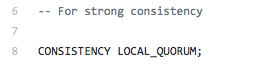 6 -- For strong consistency
7
8 CONSISTENCY LOCAL_QUORUM;